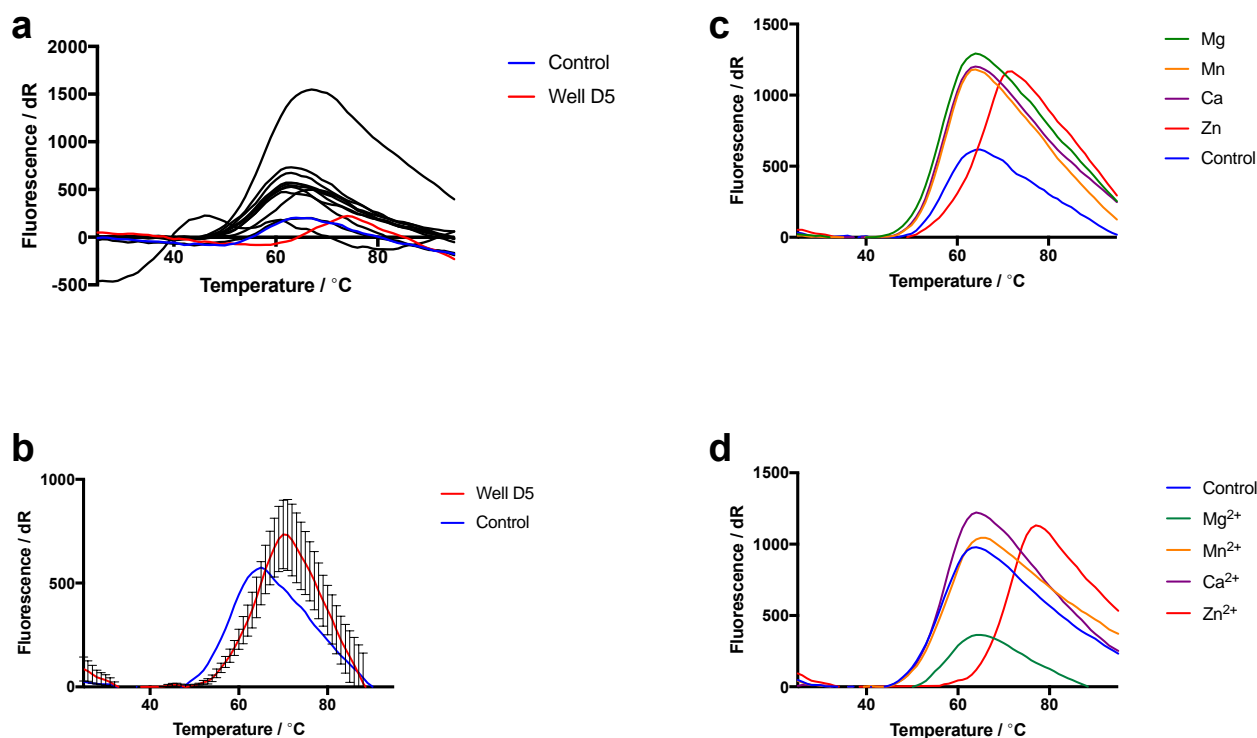 a
2000
1500
1000
500
0
-500
40
60
80
Fluorescence / dR
Temperature / °C
Control
Well D5
b
1000
500
0
40
60
80
Fluorescence / dR
Temperature / °C
Well D5
Control
c
1500
1000
500
0
40
60
80
Fluorescence / dR
Temperature / °C
Mg
Mn
Ca
Zn
Control
d
1500
1000
500
0
40
60
80
Fluorescence / dR
Temperature / °C
Control
Mg²⁺
Mn²⁺
Ca²⁺
Zn²⁺